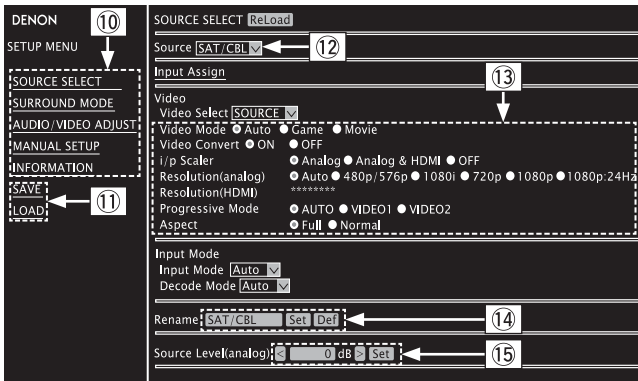 DENON
⑩
SETUP MENU
SOURCE SELECT
SURROUND MODE
AUDIO/VIDEO ADJUST
MANUAL SETUP
INFORMATION
SAVE
LOAD
⑪
SOURCE SELECT ReLoad
Source SAT/CBL
⑫
Input Assign
⑬
Video
Video Select SOURCE
Video Mode Auto Game Movie
Video Convert ON OFF
i/p Scaler Analog Analog & HDMI OFF
Resolution(analog) Auto 480p/576p 1080i 720p 1080p 1080p:24Hz
Resolution(HDMI) ********
Progressive Mode AUTO VIDEO1 VIDEO2
Aspect Full Normal
Input Mode
Input Mode Auto
Decode Mode Auto
Rename SAT/CBL Set Def
⑭
Source Level(analog) < 0 dB > Set
⑮